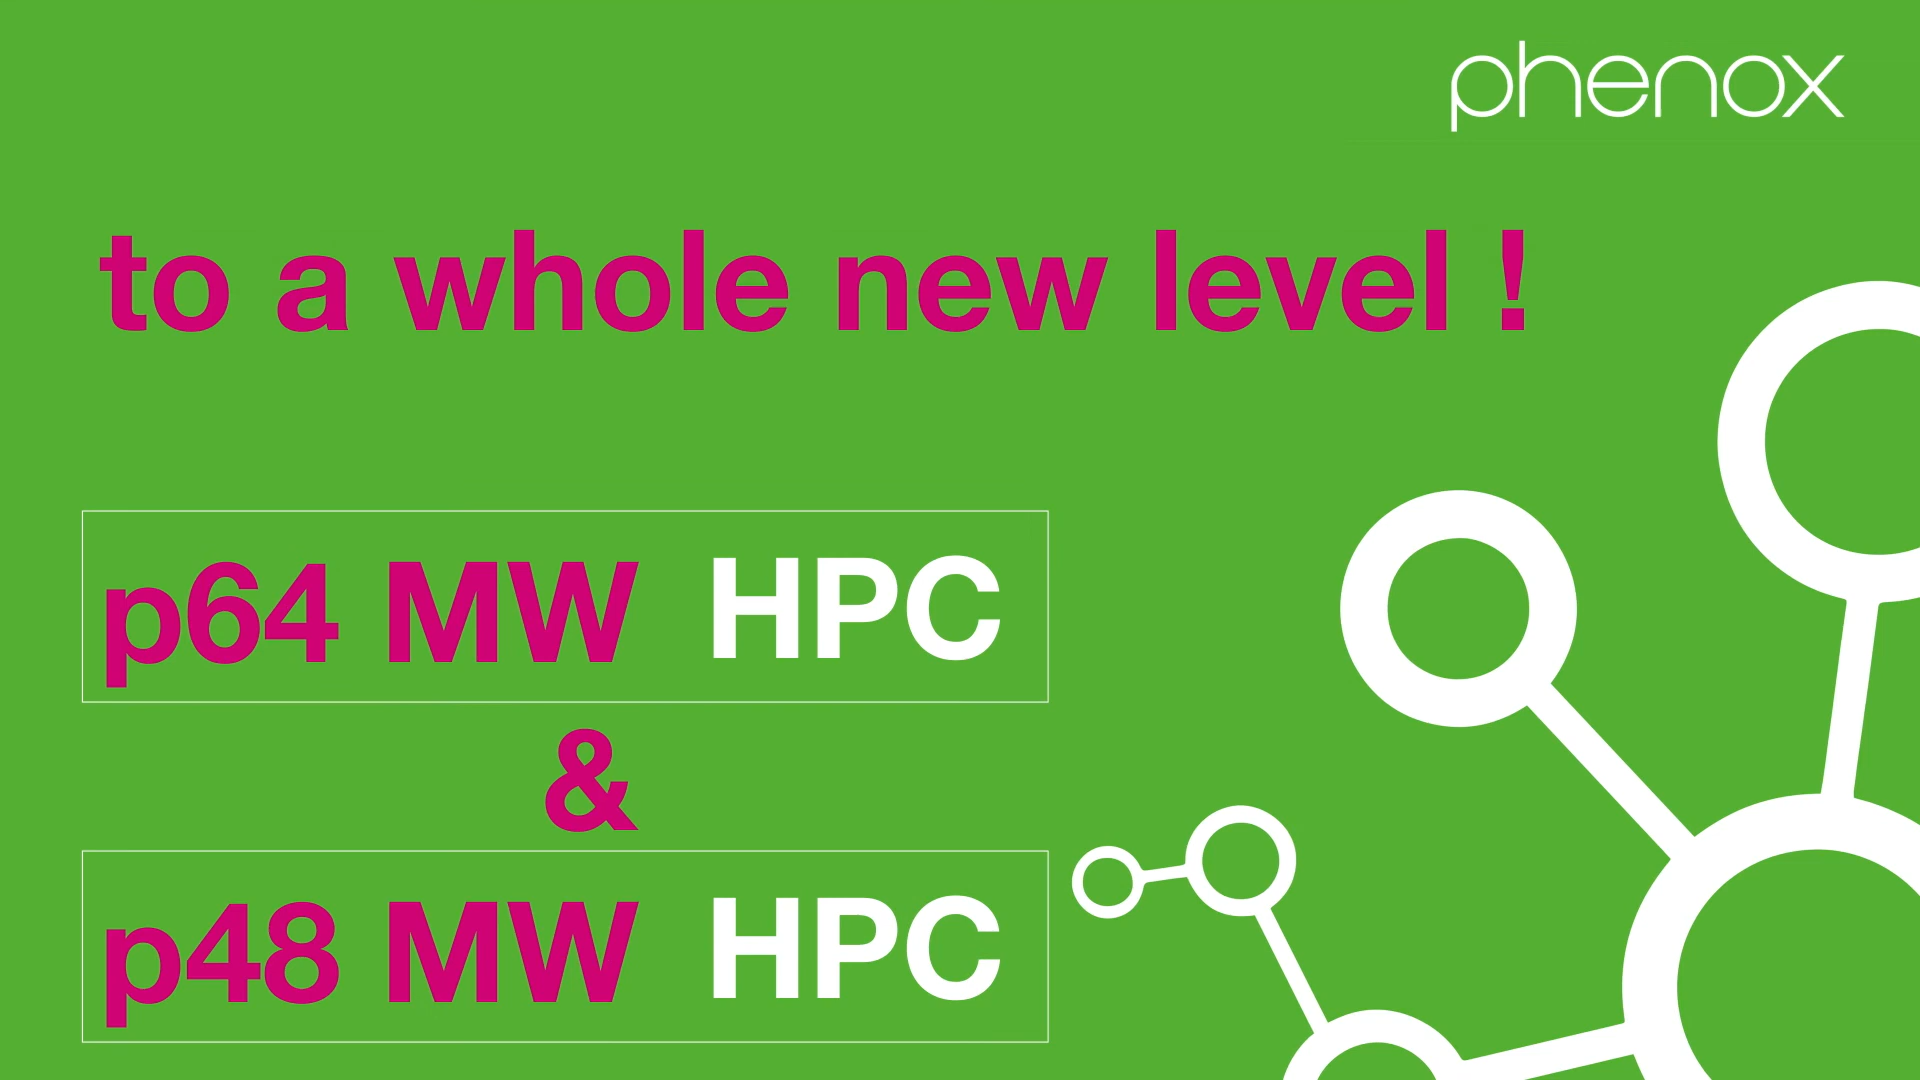 phenox
to a whole new level !
p64 MW HPC
&
p48 MW HPC